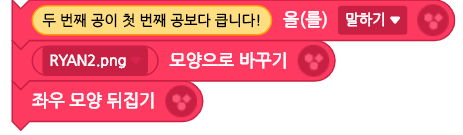 두 번째 공이 첫 번째 공보다 큽니다! 을(를) 말하기
RYAN2.png 모양으로 바꾸기
좌우 모양 뒤집기